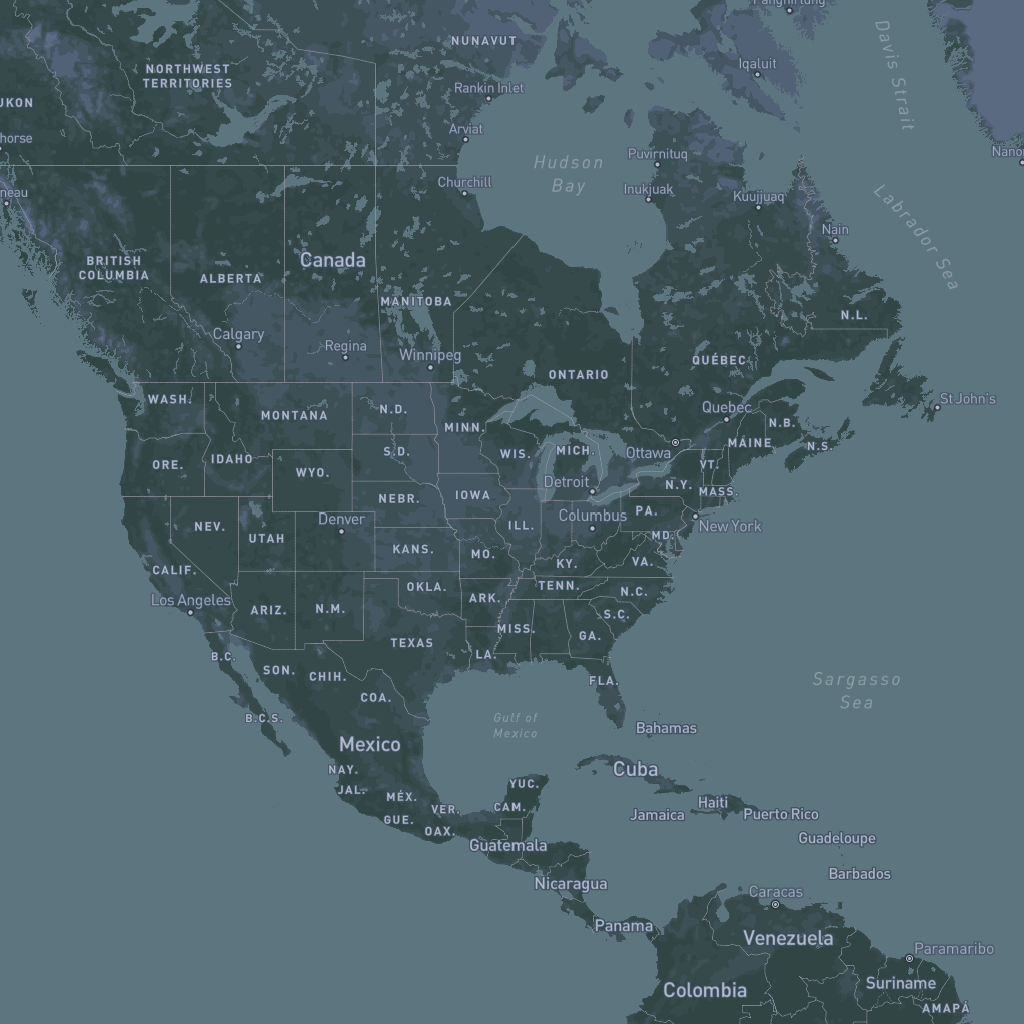 Pangnirtung
NUNAVUT
Davis Strait
NORTHWEST
TERRITORIES
Iqaluit
Rankin Inlet
UKON
Arviat
horse
Puvirnituq
Nano
Hudson
Bay
Churchill
Inukjuak
Kuujjuaq
neau
Labrador Sea
Nain
BRITISH
COLUMBIA
Canada
ALBERTA
MANITOBA
N.L.
Calgary
Regina
Winnipeg
QUÉBEC
ONTARIO
WASH.
MONTANA
N.D.
St John's
Quebec
MINN.
N.B.
MAINE
N.S.
ORE.
IDAHO
S.D.
WIS.
MICH.
Ottawa
VT.
WYO.
Detroit
N.Y.
MASS.
NEBR.
IOWA
PA.
Denver
NEV.
UTAH
ILL.
Columbus
New York
MD.
KANS.
MO.
KY.
VA.
CALIF.
OKLA.
TENN.
N.C.
Los Angeles
ARIZ.
N.M.
ARK.
S.C.
MISS.
GA.
TEXAS
B.C.
LA.
SON.
CHIH.
FLA.
COA.
Sargasso
Sea
B.C.S.
Gulf of
Mexico
Bahamas
Mexico
NAY.
Cuba
JAL.
MÉX.
YUC.
VER.
CAM.
Haiti
Jamaica
Puerto Rico
GUE.
OAX.
Guadeloupe
Guatemala
Barbados
Nicaragua
Caracas
Panama
Venezuela
Paramaribo
Colombia
Suriname
AMAPÁ